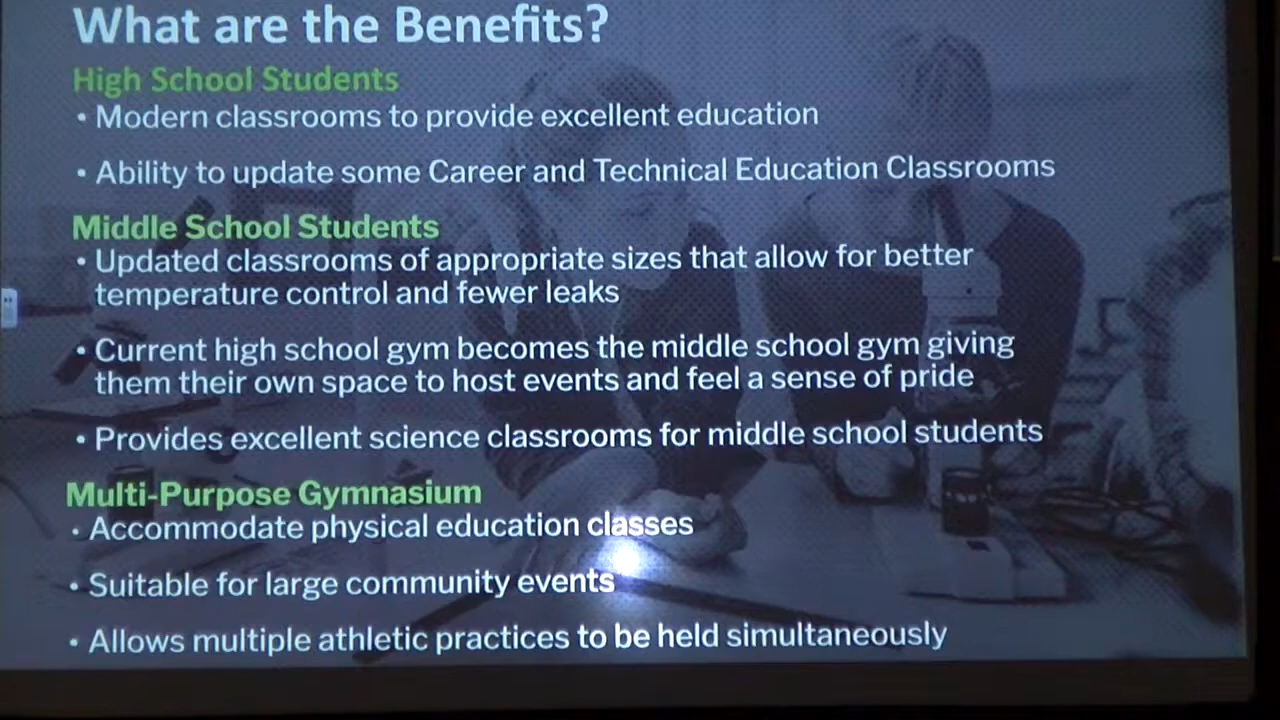 What are the Benefits?
High School Students
• Modern classrooms to provide excellent education
• Ability to update some Career and Technical Education Classrooms
Middle School Students
• Updated classrooms of appropriate sizes that allow for better
temperature control and fewer leaks
• Current high school gym becomes the middle school gym giving
them their own space to host events and feel a sense of pride
• Provides excellent science classrooms for middle school students
Multi-Purpose Gymnasium
• Accommodate physical education classes
• Suitable for large community events
• Allows multiple athletic practices to be held simultaneously